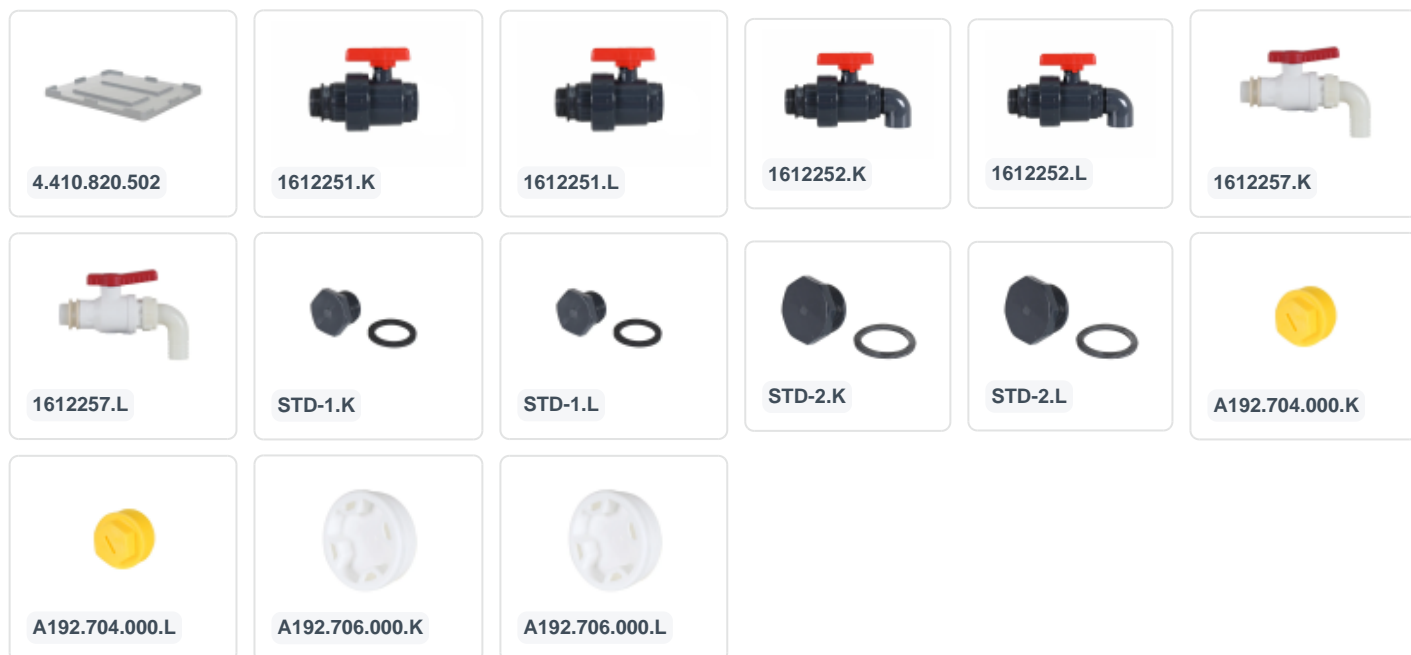 4.410.820.502
1612251.K
1612251.L
1612252.K
1612252.L
1612257.K
1612257.L
STD-1.K
STD-1.L
STD-2.K
STD-2.L
A192.704.000.K
A192.704.000.L
A192.706.000.K
A192.706.000.L